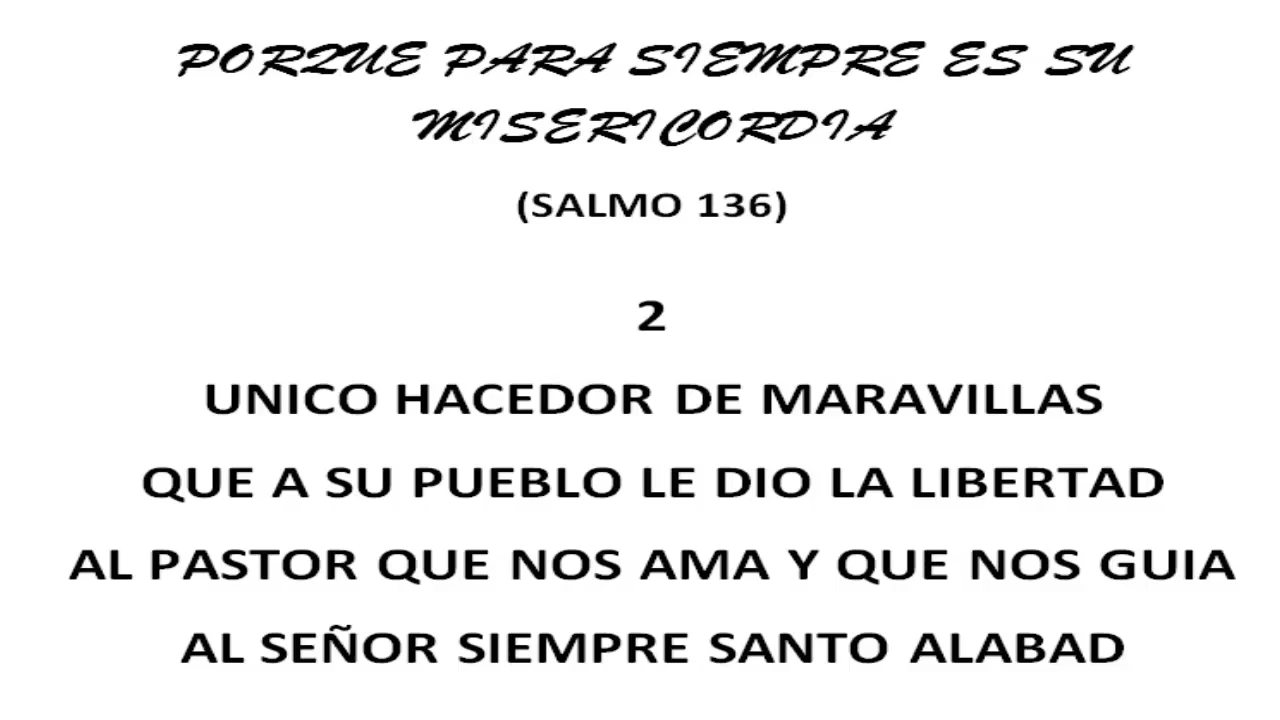 PORQUE PARA SIEMPRE ES SU
MISERICORDIA
(SALMO 136)
2
UNICO HACEDOR DE MARAVILLAS
QUE A SU PUEBLO LE DIO LA LIBERTAD
AL PASTOR QUE NOS AMA Y QUE NOS GUIA
AL SEÑOR SIEMPRE SANTO ALABAD